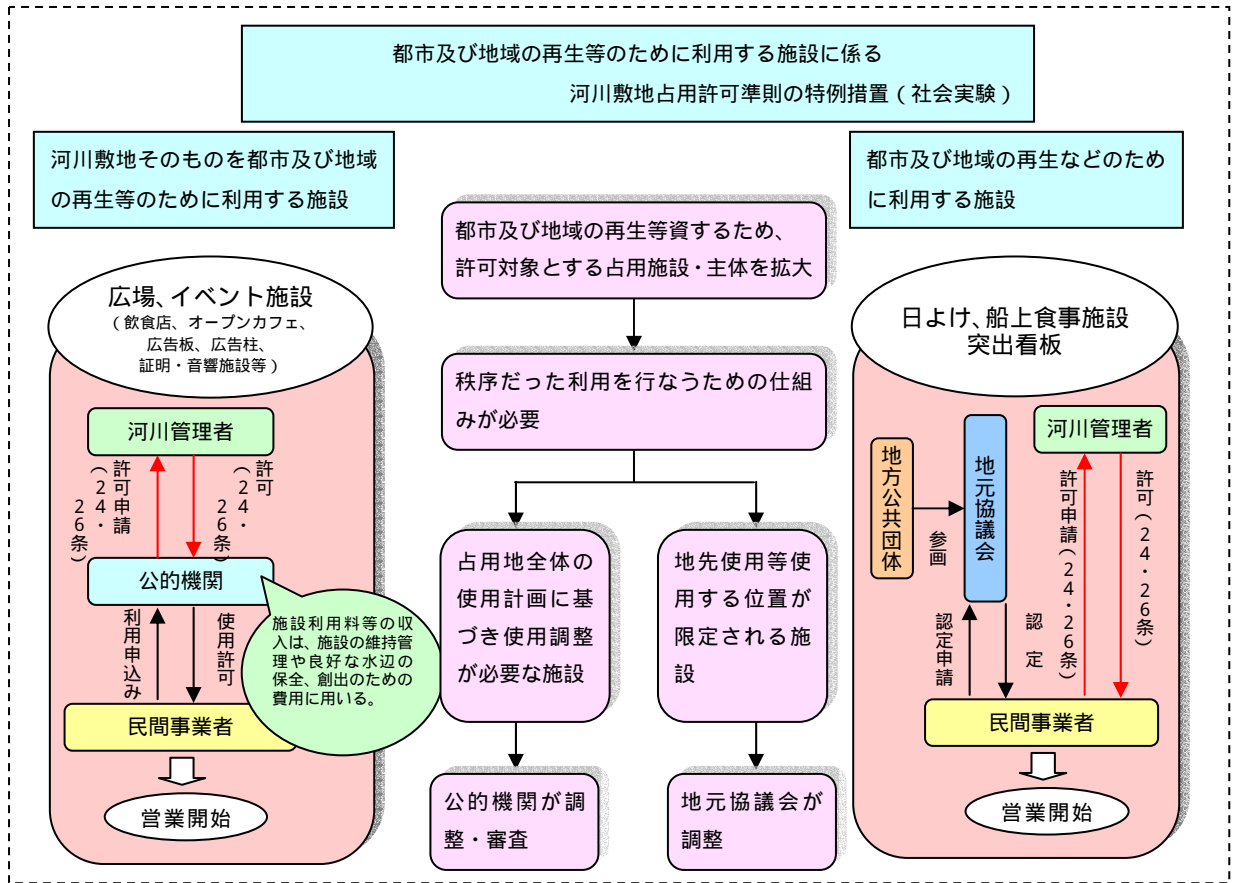 都市及び地域の再生等のために利用する施設に係る
河川敷地占用許可準則の特例措置(社会実験)
河川敷地そのものを都市及び地域
の再生等のために利用する施設
広場、イベント施設
(飲食店、オープンカフェ、
広告板、広告柱、
証明・音響施設等)
河川管理者
許可申請
(24・
26条)
許可
(24・
26条)
公的機関
利用申込み
使用許可
施設利用料等の収
入は、施設の維持管
理や良好な水辺の
保全、創出のための
費用に用いる。
民間事業者
営業開始
都市及び地域の再生等資するため、
許可対象とする占用施設・主体を拡大
秩序だった利用を行なうための仕組
みが必要
占用地全体の
使用計画に基
づき使用調整
が必要な施設
地先使用等使
用する位置が
限定される施
設
公的機関が調
整・審査
地元協議会が
調整
都市及び地域の再生などのため
に利用する施設
日よけ、船上食事施設
突出看板
河川管理者
地方公共団体
参画
地元協議会
認定申請
認 定
許可申請(24・26条)
許可(24・26条)
民間事業者
営業開始